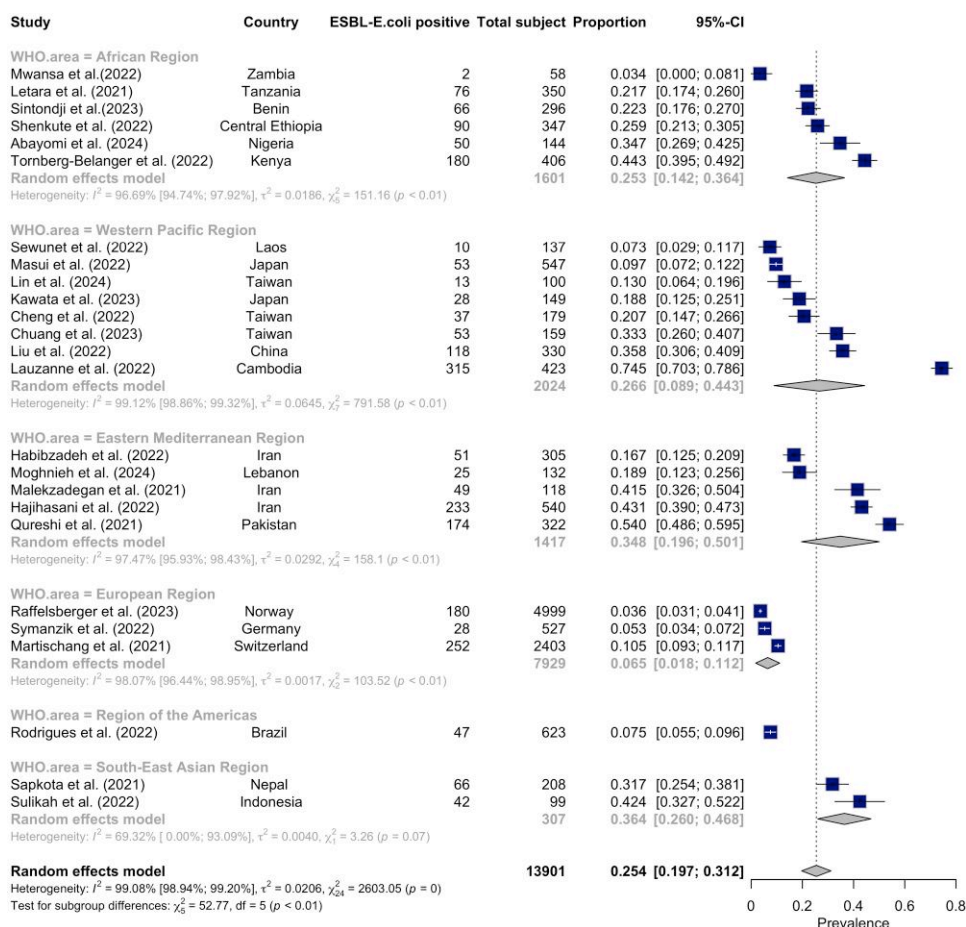 Study Country ESBL-E.coli positive Total subject Proportion 95%-CI
WHO.area = African Region
Mwansa et al.(2022) Zambia 2 58 0.034 [0.000; 0.081]
Letara et al. (2021) Tanzania 76 350 0.217 [0.174; 0.260]
Sintondji et al.(2023) Benin 66 296 0.223 [0.176; 0.270]
Shenkute et al. (2022) Central Ethiopia 90 347 0.259 [0.213; 0.305]
Abayomi et al. (2024) Nigeria 50 144 0.347 [0.269; 0.425]
Tornberg-Belanger et al. (2022) Kenya 180 406 0.443 [0.395; 0.492]
Random effects model 1601 0.253 [0.142; 0.364]
Heterogeneity: I² = 96.69% [94.74%; 97.92%], τ² = 0.0186, χ²₅ = 151.16 (p < 0.01)
WHO.area = Western Pacific Region
Sewunet et al. (2022) Laos 10 137 0.073 [0.029; 0.117]
Masui et al. (2022) Japan 53 547 0.097 [0.072; 0.122]
Lin et al. (2024) Taiwan 13 100 0.130 [0.064; 0.196]
Kawata et al. (2023) Japan 28 149 0.188 [0.125; 0.251]
Cheng et al. (2022) Taiwan 37 179 0.207 [0.147; 0.266]
Chuang et al. (2023) Taiwan 53 159 0.333 [0.260; 0.407]
Liu et al. (2022) China 118 330 0.358 [0.306; 0.409]
Lauzanne et al. (2022) Cambodia 315 423 0.745 [0.703; 0.786]
Random effects model 2024 0.266 [0.089; 0.443]
Heterogeneity: I² = 99.12% [98.86%; 99.32%], τ² = 0.0645, χ²₇ = 791.58 (p < 0.01)
WHO.area = Eastern Mediterranean Region
Habibzadeh et al. (2022) Iran 51 305 0.167 [0.125; 0.209]
Moghnieh et al. (2024) Lebanon 25 132 0.189 [0.123; 0.256]
Malekzadegan et al. (2021) Iran 49 118 0.415 [0.326; 0.504]
Hajihasani et al. (2022) Iran 233 540 0.431 [0.390; 0.473]
Qureshi et al. (2021) Pakistan 174 322 0.540 [0.486; 0.595]
Random effects model 1417 0.348 [0.196; 0.501]
Heterogeneity: I² = 97.47% [95.93%; 98.43%], τ² = 0.0292, χ²₄ = 158.1 (p < 0.01)
WHO.area = European Region
Raffelsberger et al. (2023) Norway 180 4999 0.036 [0.031; 0.041]
Symanzik et al. (2022) Germany 28 527 0.053 [0.034; 0.072]
Martischang et al. (2021) Switzerland 252 2403 0.105 [0.093; 0.117]
Random effects model 7929 0.065 [0.018; 0.112]
Heterogeneity: I² = 98.07% [96.44%; 98.95%], τ² = 0.0017, χ²₂ = 103.52 (p < 0.01)
WHO.area = Region of the Americas
Rodrigues et al. (2022) Brazil 47 623 0.075 [0.055; 0.096]
WHO.area = South-East Asian Region
Sapkota et al. (2021) Nepal 66 208 0.317 [0.254; 0.381]
Sulikah et al. (2022) Indonesia 42 99 0.424 [0.327; 0.522]
Random effects model 307 0.364 [0.260; 0.468]
Heterogeneity: I² = 69.32% [ 0.00%; 93.09%], τ² = 0.0040, χ²₁ = 3.26 (p = 0.07)
Random effects model 13901 0.254 [0.197; 0.312]
Heterogeneity: I² = 99.08% [98.94%; 99.20%], τ² = 0.0206, χ²₂₄ = 2603.05 (p = 0)
Test for subgroup differences: χ²₅ = 52.77, df = 5 (p < 0.01)
0 0.2 0.4 0.6 0.8
Prevalence